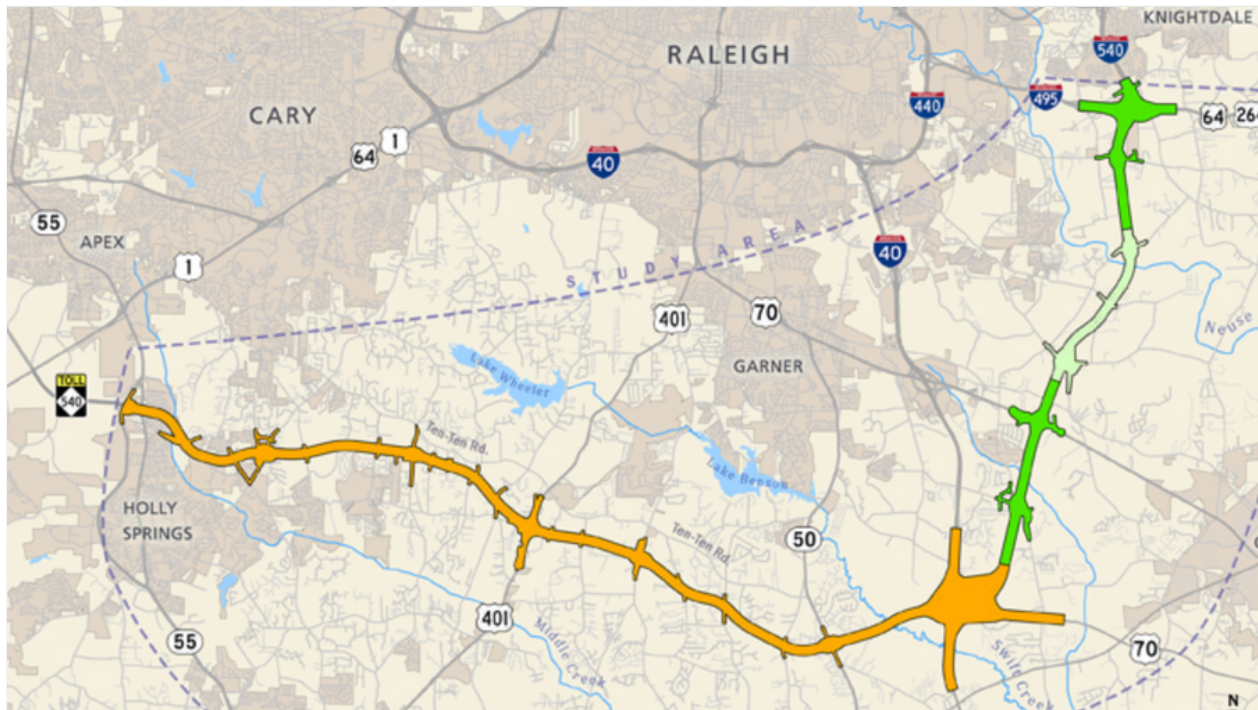 KNIGHTDALE
540
RALEIGH
440
495
64
264
CARY
1
64
40
55
APEX
1
STUDY AREA
40
401
70
Neuse
GARNER
Lake Wheeler
TOLL
540
Ten-Ten Rd.
Lake Benson
HOLLY
SPRINGS
Ten-Ten Rd.
50
401
Middle Creek
55
Swift Creek
70
N